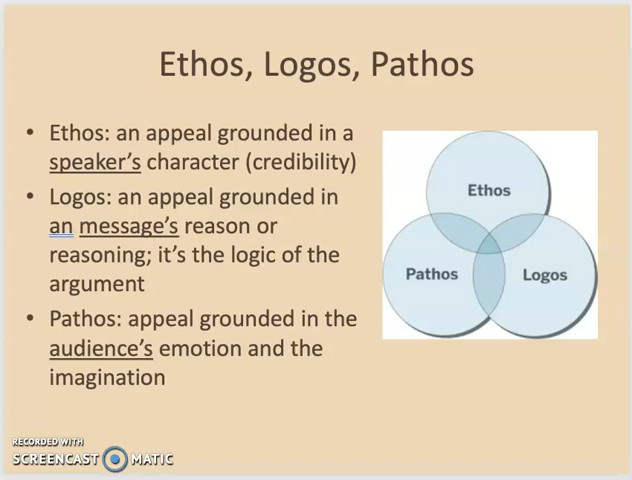 Ethos, Logos, Pathos
• Ethos: an appeal grounded in a
speaker's character (credibility)
• Logos: an appeal grounded in
an message's reason or
reasoning; it's the logic of the
argument
• Pathos: appeal grounded in the
audience's emotion and the
imagination
Ethos
Pathos
Logos
RECORDED WITH
SCREENCAST MATIC